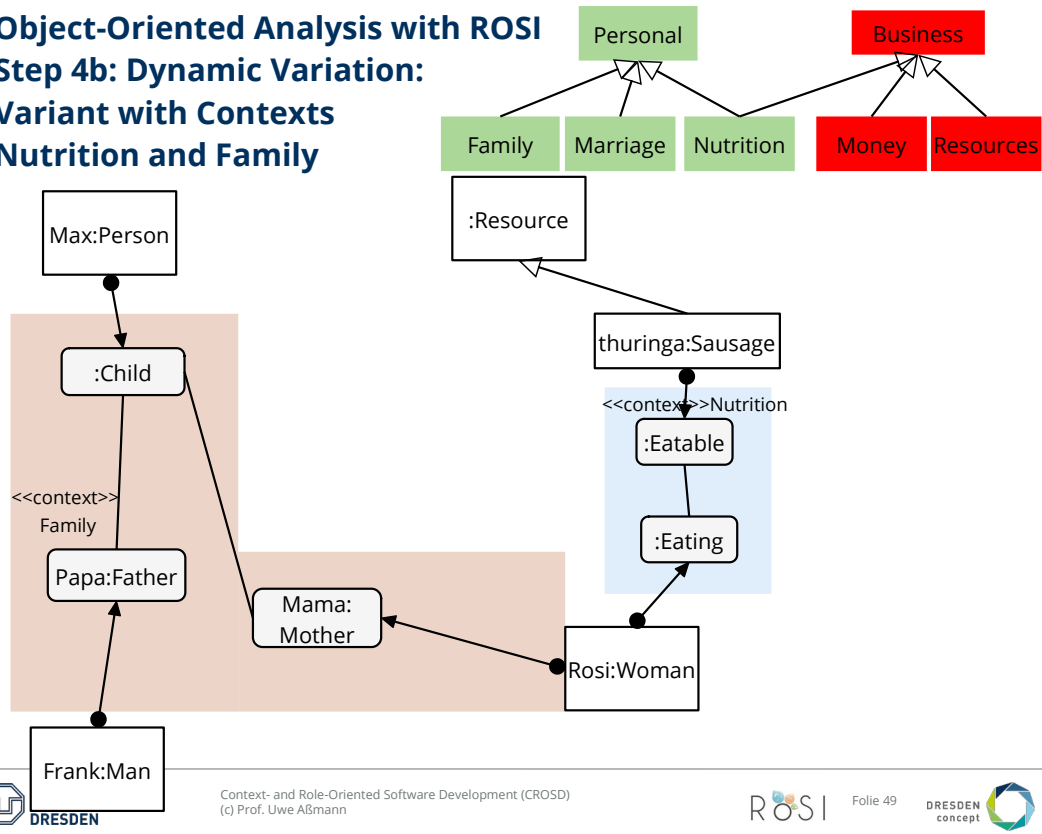 Object-Oriented Analysis with ROSI
Step 4b: Dynamic Variation:
Variant with Contexts
Nutrition and Family
Personal
Business
Family
Marriage
Nutrition
Money
Resources
:Resource
Max:Person
thuringa:Sausage
:Child
<<context>>Nutrition
:Eatable
<<context>>
Family
:Eating
Papa:Father
Mama:
Mother
Rosi:Woman
Frank:Man
DRESDEN
Context- and Role-Oriented Software Development (CROSD)
(c) Prof. Uwe Aßmann
ROSI
Folie 49
DRESDEN
concept